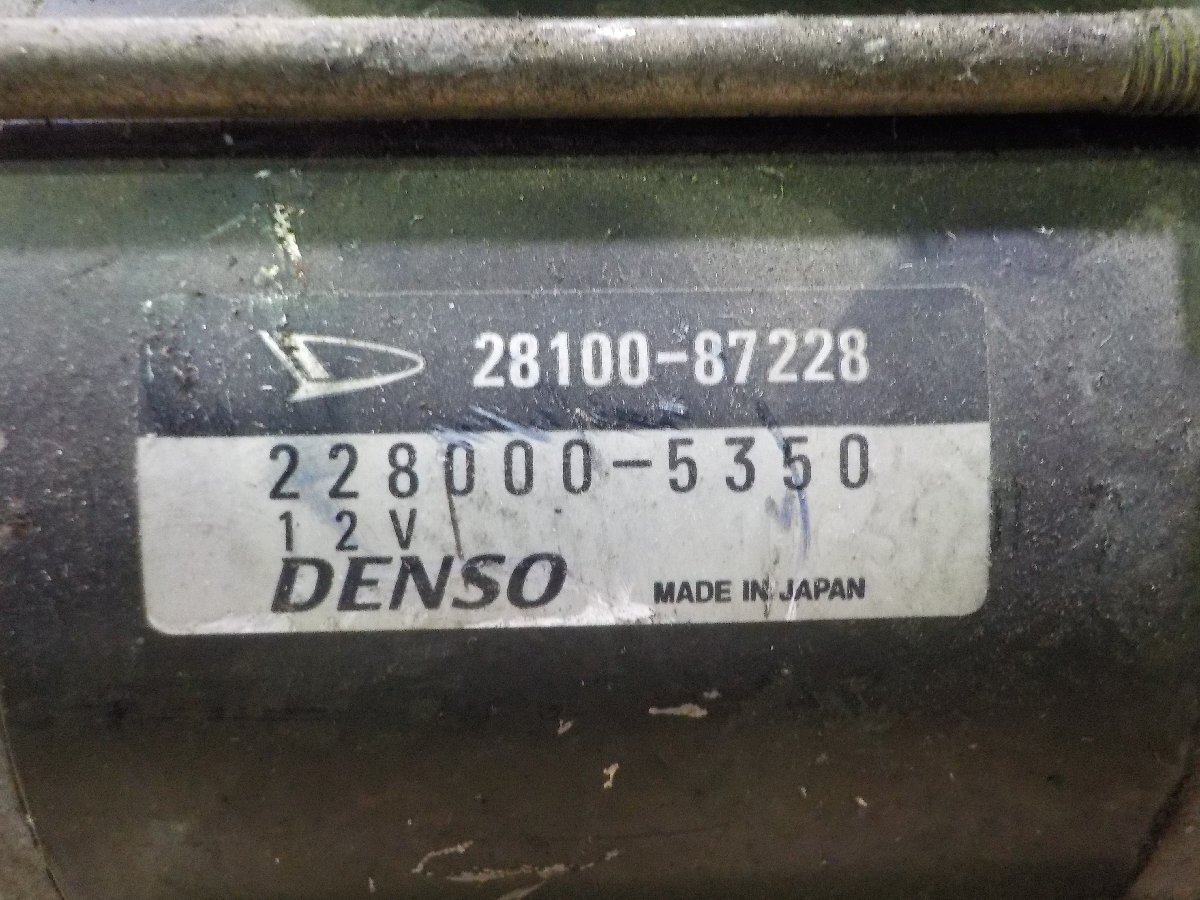 28100-87228
228000-5350
12V
DENSO MADE IN JAPAN